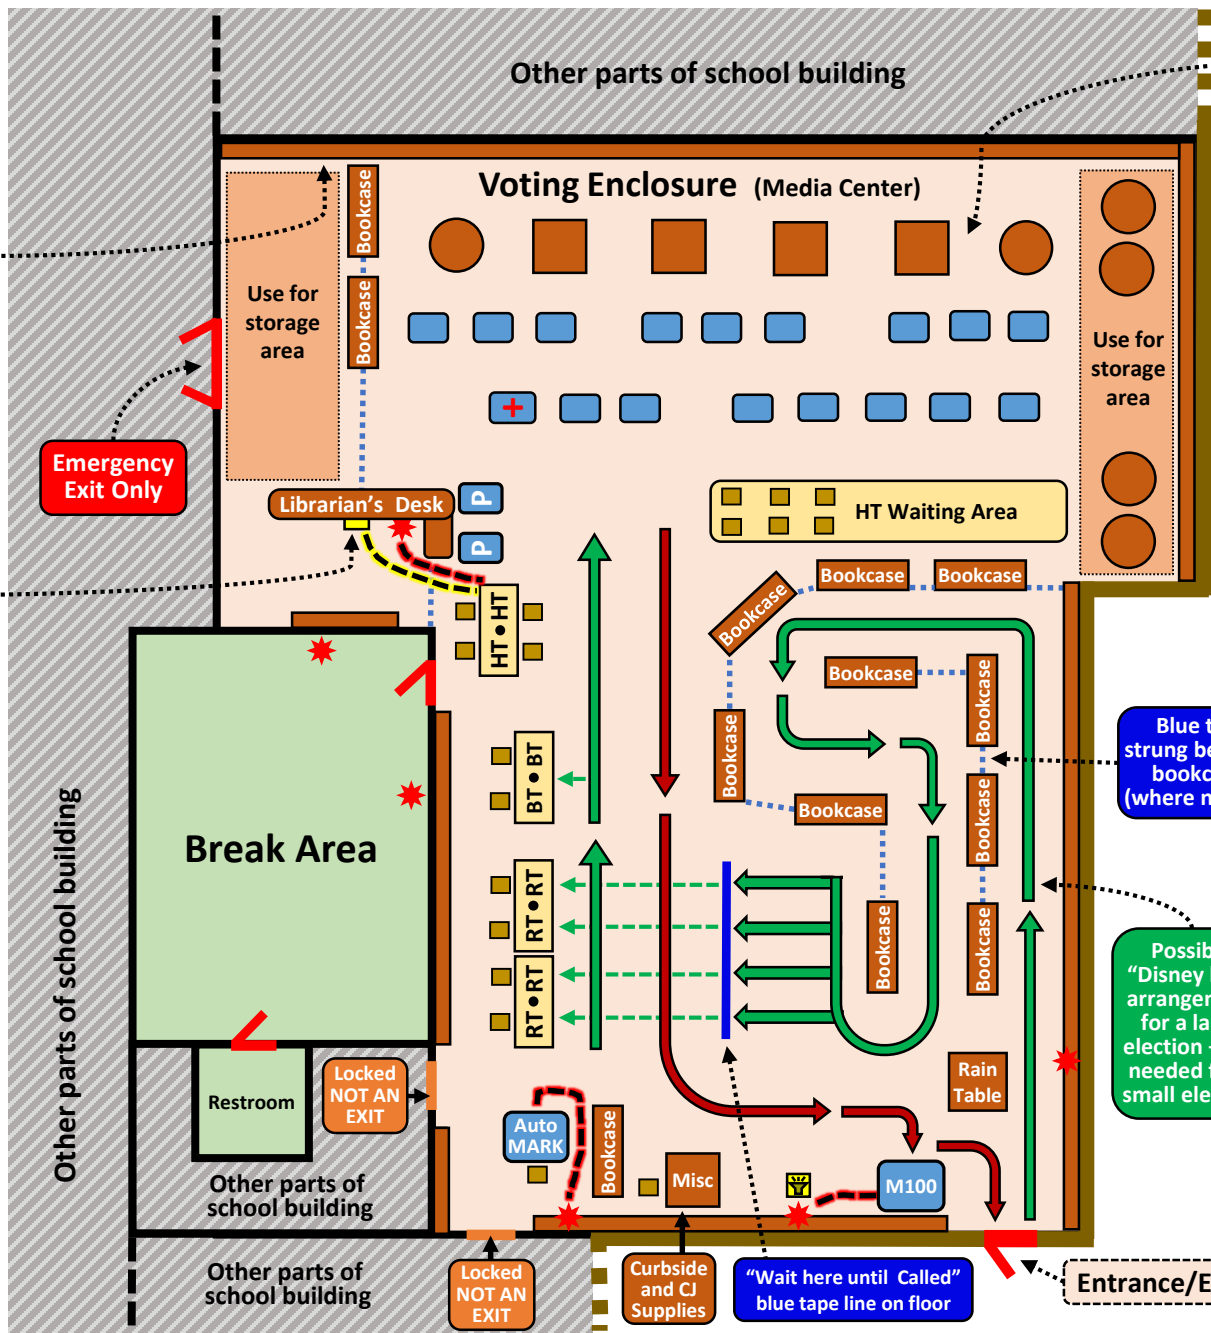 Other parts of school building
Voting Enclosure (Media Center)
Bookcase
Bookcase
Use for
storage
area
Use for
storage
area
Emergency
Exit Only
Librarian's Desk
P
P
HT Waiting Area
HT • HT
Bookcase
Bookcase
Bookcase
Bookcase
Bookcase
Bookcase
Bookcase
Bookcase
Bookcase
Bookcase
Bookcase
BT • BT
RT • RT
RT • RT
Break Area
Other parts of school building
Blue t
strung be
bookc
(where n
Possib
"Disney
arranger
for a la
election
needed t
small ele
Rain
Table
Restroom
Locked
NOT AN
EXIT
Auto
MARK
Bookcase
Misc
M100
Other parts of
school building
Other parts of
school building
Locked
NOT AN
EXIT
Curbside
and CJ
Supplies
"Wait here until Called"
blue tape line on floor
Entrance/E